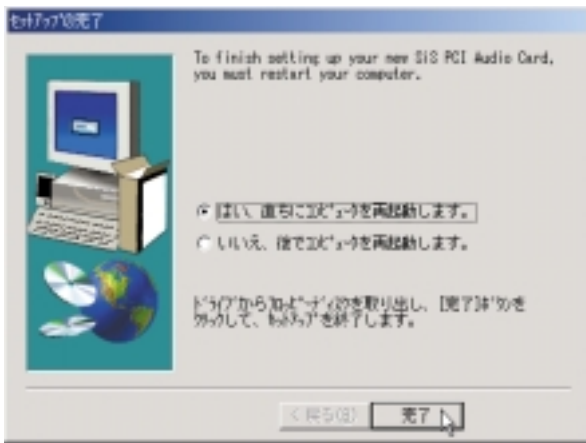 ｾｯﾄｱｯﾌﾟの完了
To finish setting up your new SiS PCI Audio Card,
you must restart your computer.
はい、直ちにｺﾝﾋﾟｭｰﾀを再起動します。
いいえ、後でｺﾝﾋﾟｭｰﾀを再起動します。
ﾄﾞﾗｲﾌﾞからﾌﾛｯﾋﾟｰﾃﾞｨｽｸを取り出し、[完了]ﾎﾞﾀﾝを
ｸﾘｯｸして、ｾｯﾄｱｯﾌﾟを終了します。
< 戻る(B)
完了